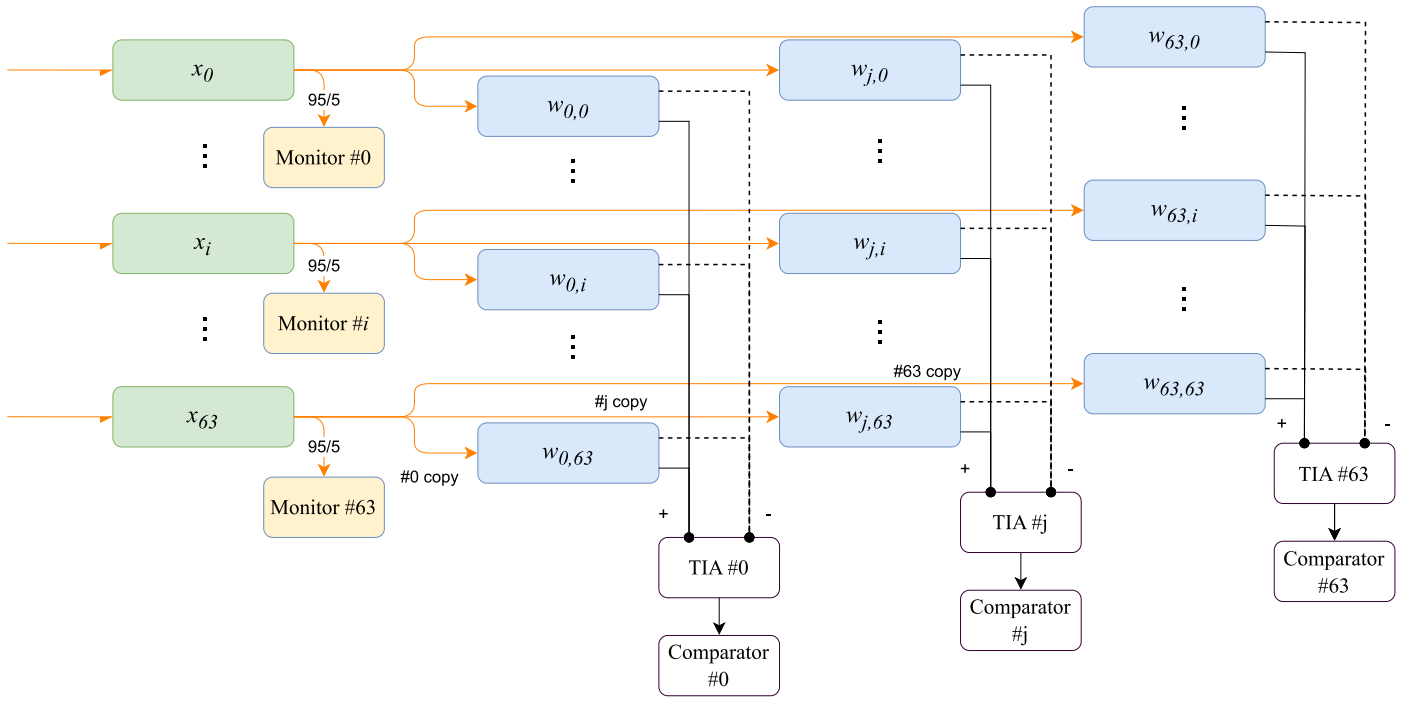 x0
95/5
Monitor #0
w0,0
wj,0
w63,0
xi
95/5
Monitor #i
w0,i
wj,i
w63,i
x63
95/5
Monitor #63
#0 copy
#j copy
#63 copy
w0,63
wj,63
w63,63
+
-
TIA #0
Comparator
#0
+
-
TIA #j
Comparator
#j
+
-
TIA #63
Comparator
#63